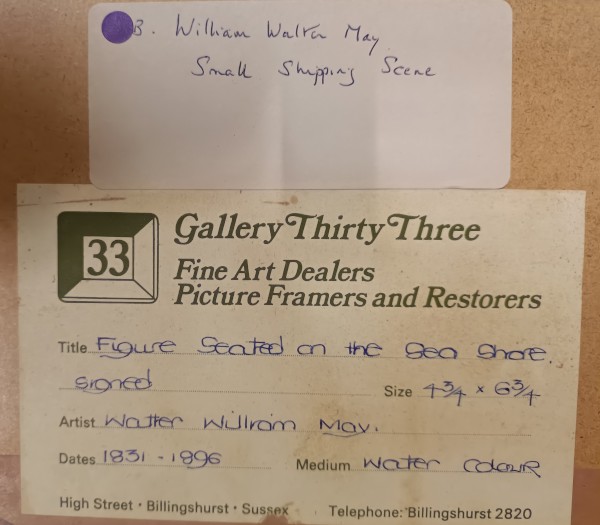 B. William Walter May
Small Shipping Scene
33
Gallery Thirty Three
Fine Art Dealers
Picture Framers and Restorers
Title Figure Seated on the Sea Shore.
signed Size 4¾ x 6¾
Artist Walter William May.
Dates 1831 - 1896 Medium Water Colour
High Street • Billingshurst • Sussex Telephone: Billingshurst 2820